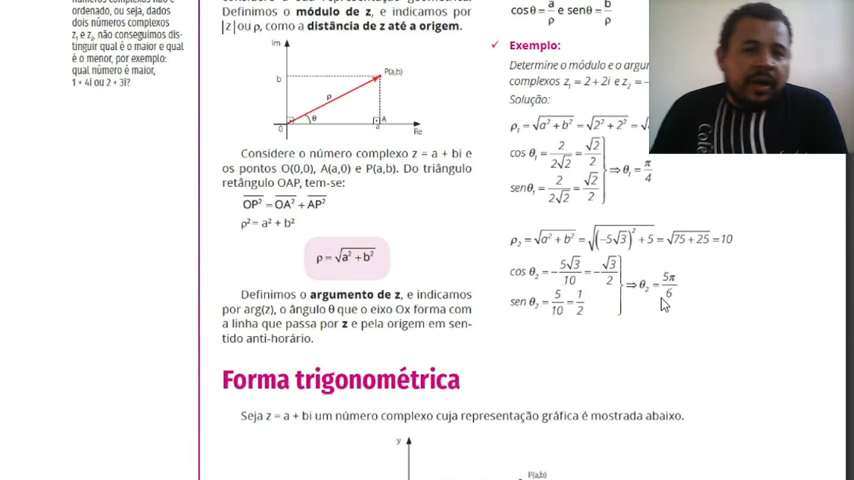 ordenado, ou seja, dados
dois números complexos
z₁ e z₂, não conseguimos dis-
tinguir qual é o maior e qual
é o menor, por exemplo:
qual número é maior,
1 + 4i ou 2 + 3i?
Definimos o módulo de z, e indicamos por
|z| ou ρ, como a distância de z até a origem.
Im
b
P(a,b)
ρ
θ
0
A
a
Re
Considere o número complexo z = a + bi e
os pontos O(0,0), A(a,0) e P(a,b). Do triângulo
retângulo OAP, tem-se:
OP² = OA² + AP²
ρ² = a² + b²
ρ = √(a² + b²)
Definimos o argumento de z, e indicamos
por arg(z), o ângulo θ que o eixo Ox forma com
a linha que passa por z e pela origem em sen-
tido anti-horário.
cosθ = a/ρ e senθ = b/ρ
✓ Exemplo:
Determine o módulo e o argu
complexos z₁ = 2 + 2i e z₂ = –
Solução:
ρ₁ = √(a² + b²) = √(2² + 2²) = √
cos θ₁ = 2/(2√2) = √2/2
senθ₁ = 2/(2√2) = √2/2
⇒ θ₁ = π/4
ρ₂ = √(a² + b²) = √((–5√3)² + 5) = √(75 + 25) = 10
cos θ₂ = –5√3/10 = –√3/2
sen θ₂ = 5/10 = 1/2
⇒ θ₂ = 5π/6
Forma trigonométrica
Seja z = a + bi um número complexo cuja representação gráfica é mostrada abaixo.
y
P(a,b)